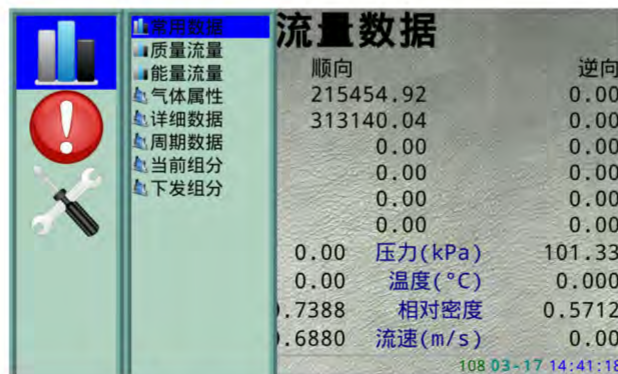 常用数据
质量流量
能量流量
气体属性
详细数据
周期数据
当前组分
下发组分
流量数据
顺向 逆向
215454.92 0.00
313140.04 0.00
0.00 0.00
0.00 0.00
0.00 0.00
0.00 0.00
0.00 压力(kPa) 101.33
0.00 温度(°C) 0.000
.7388 相对密度 0.5712
.6880 流速(m/s) 0.00
108 03-17 14:41:18